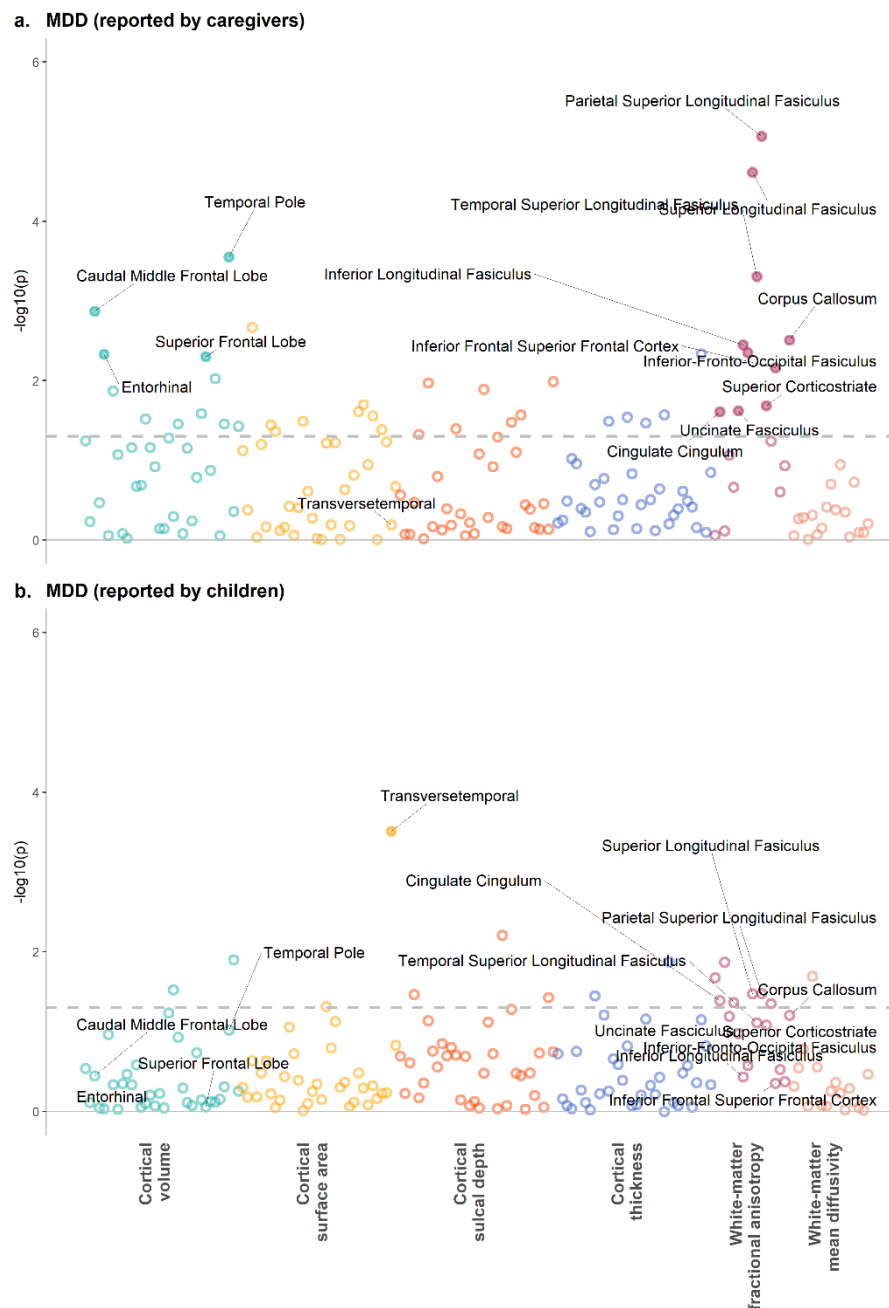 a. MDD (reported by caregivers)
6
Parietal Superior Longitudinal Fasiculus
4
Temporal Pole
Temporal Superior Longitudinal Fasiculus
Superior Longitudinal Fasiculus
Caudal Middle Frontal Lobe
Inferior Longitudinal Fasiculus
Corpus Callosum
-log10(p)
Superior Frontal Lobe
Inferior Frontal Superior Frontal Cortex
Inferior-Fronto-Occipital Fasiculus
2
Entorhinal
Superior Corticostriate
Uncinate Fasciculus
Cingulate Cingulum
Transversetemporal
0
b. MDD (reported by children)
6
4
Transversetemporal
Superior Longitudinal Fasiculus
Cingulate Cingulum
Parietal Superior Longitudinal Fasiculus
-log10(p)
2
Temporal Pole
Temporal Superior Longitudinal Fasiculus
Corpus Callosum
Caudal Middle Frontal Lobe
Uncinate Fasciculus
Superior Corticostriate
Inferior-Fronto-Occipital Fasiculus
Superior Frontal Lobe
Inferior Longitudinal Fasiculus
Entorhinal
Inferior Frontal Superior Frontal Cortex
0
Cortical
volume
Cortical
surface area
Cortical
sulcal depth
Cortical
thickness
White-matter
fractional anisotropy
White-matter
mean diffusivity